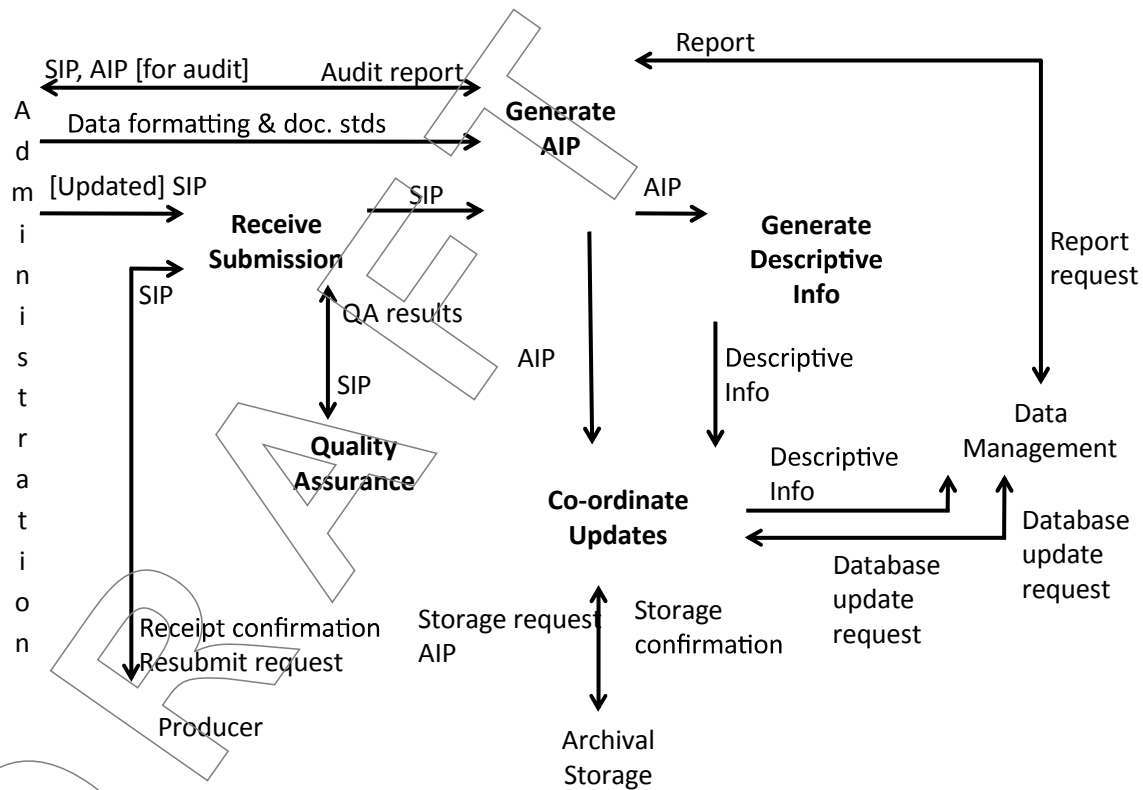 Report
SIP, AIP [for audit]
Audit report
Generate
AIP
Data formatting & doc. stds
Administration
[Updated] SIP
SIP
AIP
Receive
Submission
Generate
Descriptive
Info
Report
request
SIP
QA results
AIP
Descriptive
Info
SIP
Data
Management
Quality
Assurance
Descriptive
Info
Co-ordinate
Updates
Database
update
request
Database
update
request
Storage request
AIP
Storage
confirmation
Receipt confirmation
Resubmit request
Producer
Archival
Storage
DRAFT